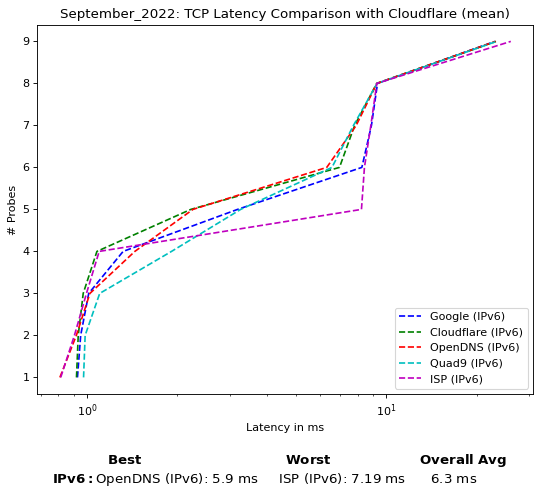 September_2022: TCP Latency Comparison with Cloudflare (mean)
# Probes
9
8
7
6
5
4
3
2
1
10⁰
10¹
Latency in ms
Google (IPv6)
Cloudflare (IPv6)
OpenDNS (IPv6)
Quad9 (IPv6)
ISP (IPv6)
Best Worst Overall Avg
IPv6: OpenDNS (IPv6): 5.9 ms ISP (IPv6): 7.19 ms 6.3 ms